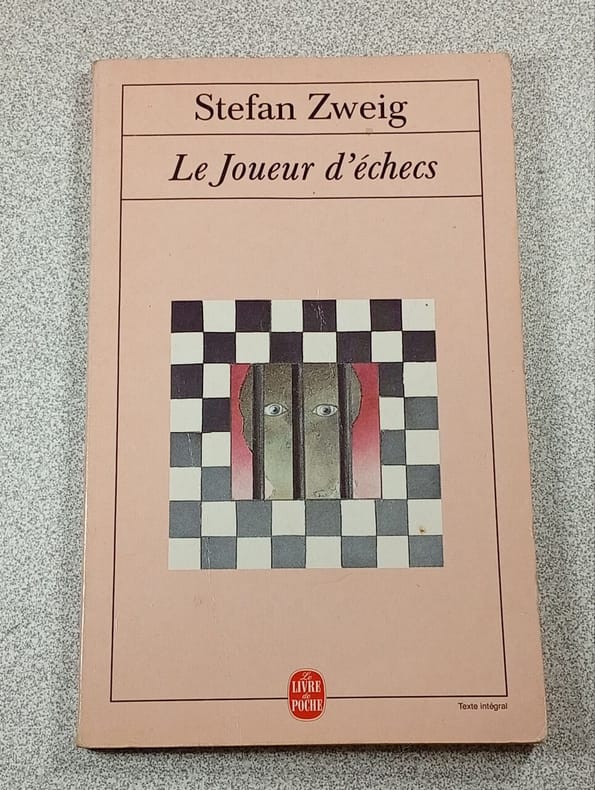 Stefan Zweig
Le Joueur d'échecs
Le
LIVRE
de
POCHE
Texte intégral